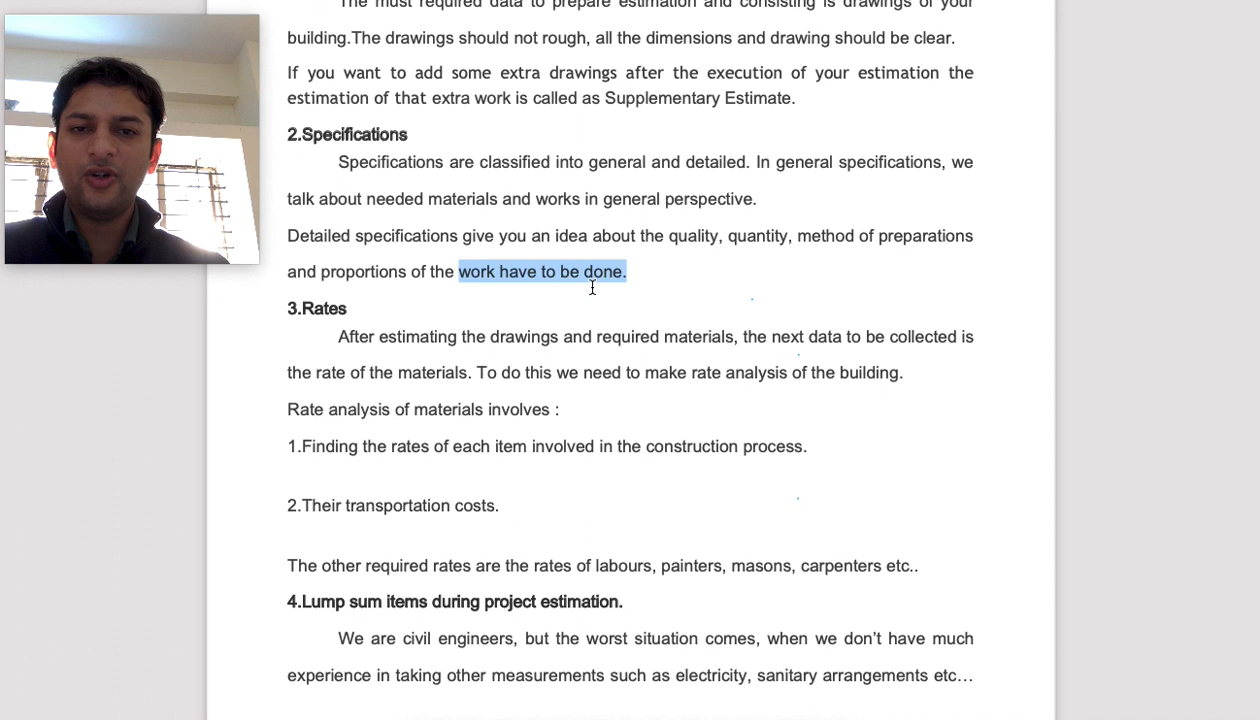 The must required data to prepare estimation and consisting is drawings of your
building.The drawings should not rough, all the dimensions and drawing should be clear.
If you want to add some extra drawings after the execution of your estimation the
estimation of that extra work is called as Supplementary Estimate.
2.Specifications
Specifications are classified into general and detailed. In general specifications, we
talk about needed materials and works in general perspective.
Detailed specifications give you an idea about the quality, quantity, method of preparations
and proportions of the work have to be done.
3.Rates
After estimating the drawings and required materials, the next data to be collected is
the rate of the materials. To do this we need to make rate analysis of the building.
Rate analysis of materials involves :
1.Finding the rates of each item involved in the construction process.
2.Their transportation costs.
The other required rates are the rates of labours, painters, masons, carpenters etc..
4.Lump sum items during project estimation.
We are civil engineers, but the worst situation comes, when we don’t have much
experience in taking other measurements such as electricity, sanitary arrangements etc…